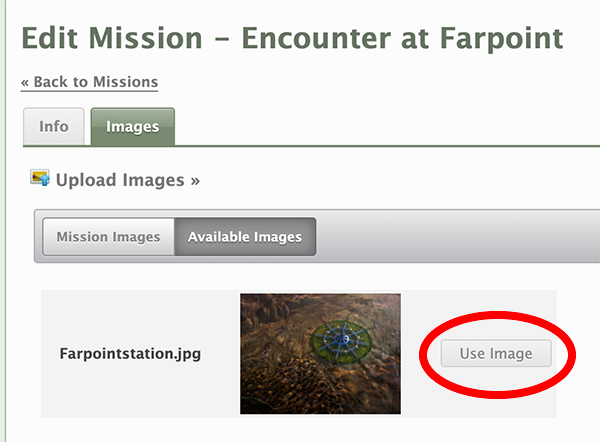 Edit Mission - Encounter at Farpoint
« Back to Missions
Info Images
Upload Images »
Mission Images Available Images
Farpointstation.jpg Use Image